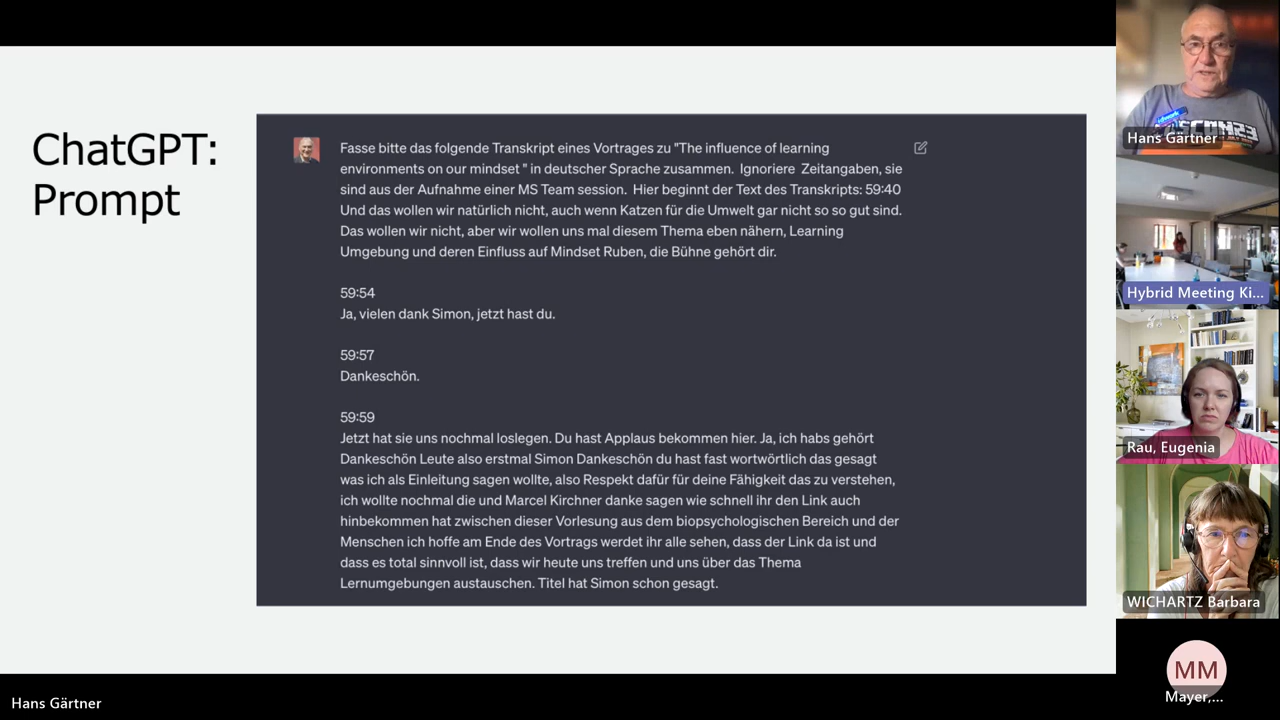 ChatGPT:
Prompt
Fasse bitte das folgende Transkript eines Vortrages zu "The influence of learning
environments on our mindset " in deutscher Sprache zusammen.  Ignoriere  Zeitangaben, sie
sind aus der Aufnahme einer MS Team session.  Hier beginnt der Text des Transkripts: 59:40
Und das wollen wir natürlich nicht, auch wenn Katzen für die Umwelt gar nicht so so gut sind.
Das wollen wir nicht, aber wir wollen uns mal diesem Thema eben nähern, Learning
Umgebung und deren Einfluss auf Mindset Ruben, die Bühne gehört dir.
59:54
Ja, vielen dank Simon, jetzt hast du.
59:57
Dankeschön.
59:59
Jetzt hat sie uns nochmal loslegen. Du hast Applaus bekommen hier. Ja, ich habs gehört
Dankeschön Leute also erstmal Simon Dankeschön du hast fast wortwörtlich das gesagt
was ich als Einleitung sagen wollte, also Respekt dafür für deine Fähigkeit das zu verstehen,
ich wollte nochmal die und Marcel Kirchner danke sagen wie schnell ihr den Link auch
hinbekommen hat zwischen dieser Vorlesung aus dem biopsychologischen Bereich und der
Menschen ich hoffe am Ende des Vortrags werdet ihr alle sehen, dass der Link da ist und
dass es total sinnvoll ist, dass wir heute uns treffen und uns über das Thema
Lernumgebungen austauschen. Titel hat Simon schon gesagt.
Hans Gärtner
Hybrid Meeting Ki...
Rau, Eugenia
WICHARTZ Barbara
MM
Mayer,...
Hans Gärtner